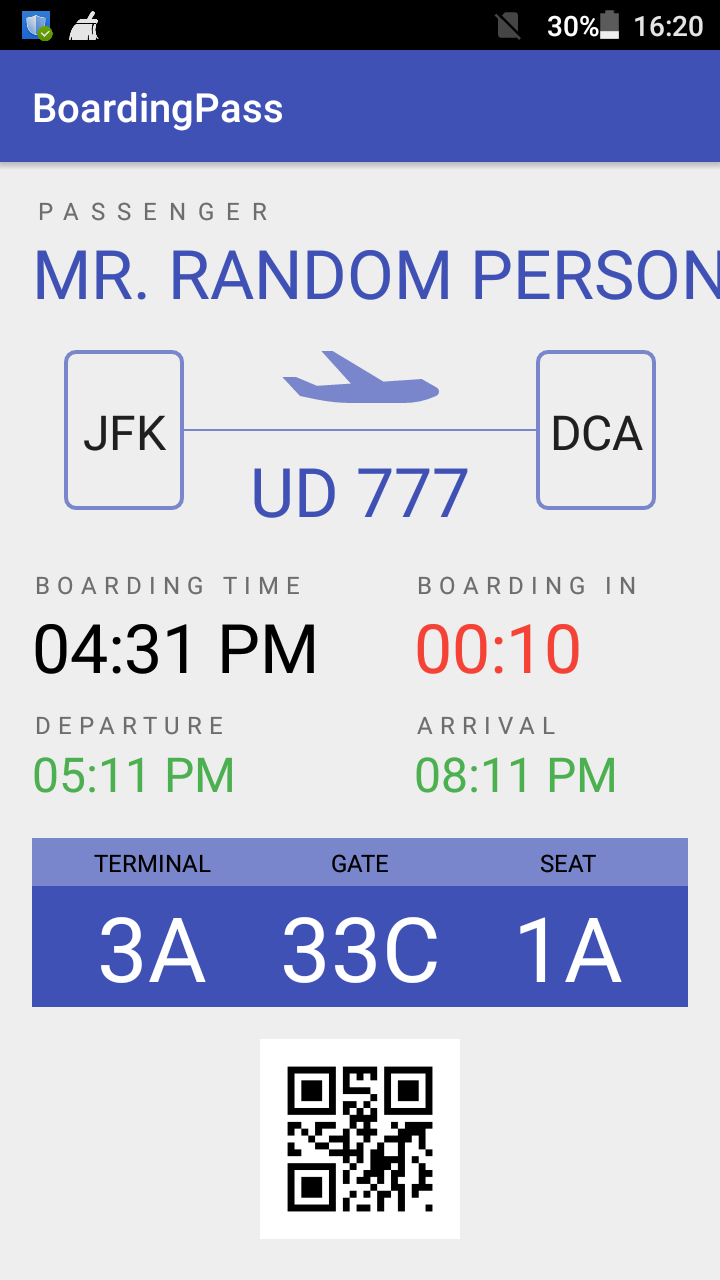 30% 16:20
BoardingPass
PASSENGER
MR. RANDOM PERSON
JFK DCA
UD 777
BOARDING TIME BOARDING IN
04:31 PM 00:10
DEPARTURE ARRIVAL
05:11 PM 08:11 PM
TERMINAL GATE SEAT
3A 33C 1A